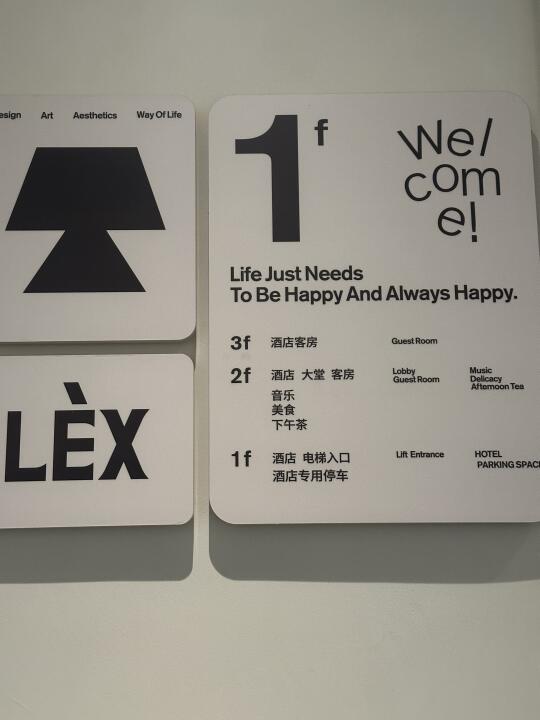 Art Aesthetics Way Of Life
LÈX
1f
Wel
com
e!
Life Just Needs
To Be Happy And Always Happy.
3f 酒店客房 Guest Room
2f 酒店 大堂 客房 Lobby Music
Guest Room Delicacy
音乐 Afternoon Tea
美食
下午茶
1f 酒店 电梯入口 Lift Entrance HOTEL
酒店专用停车 PARKING